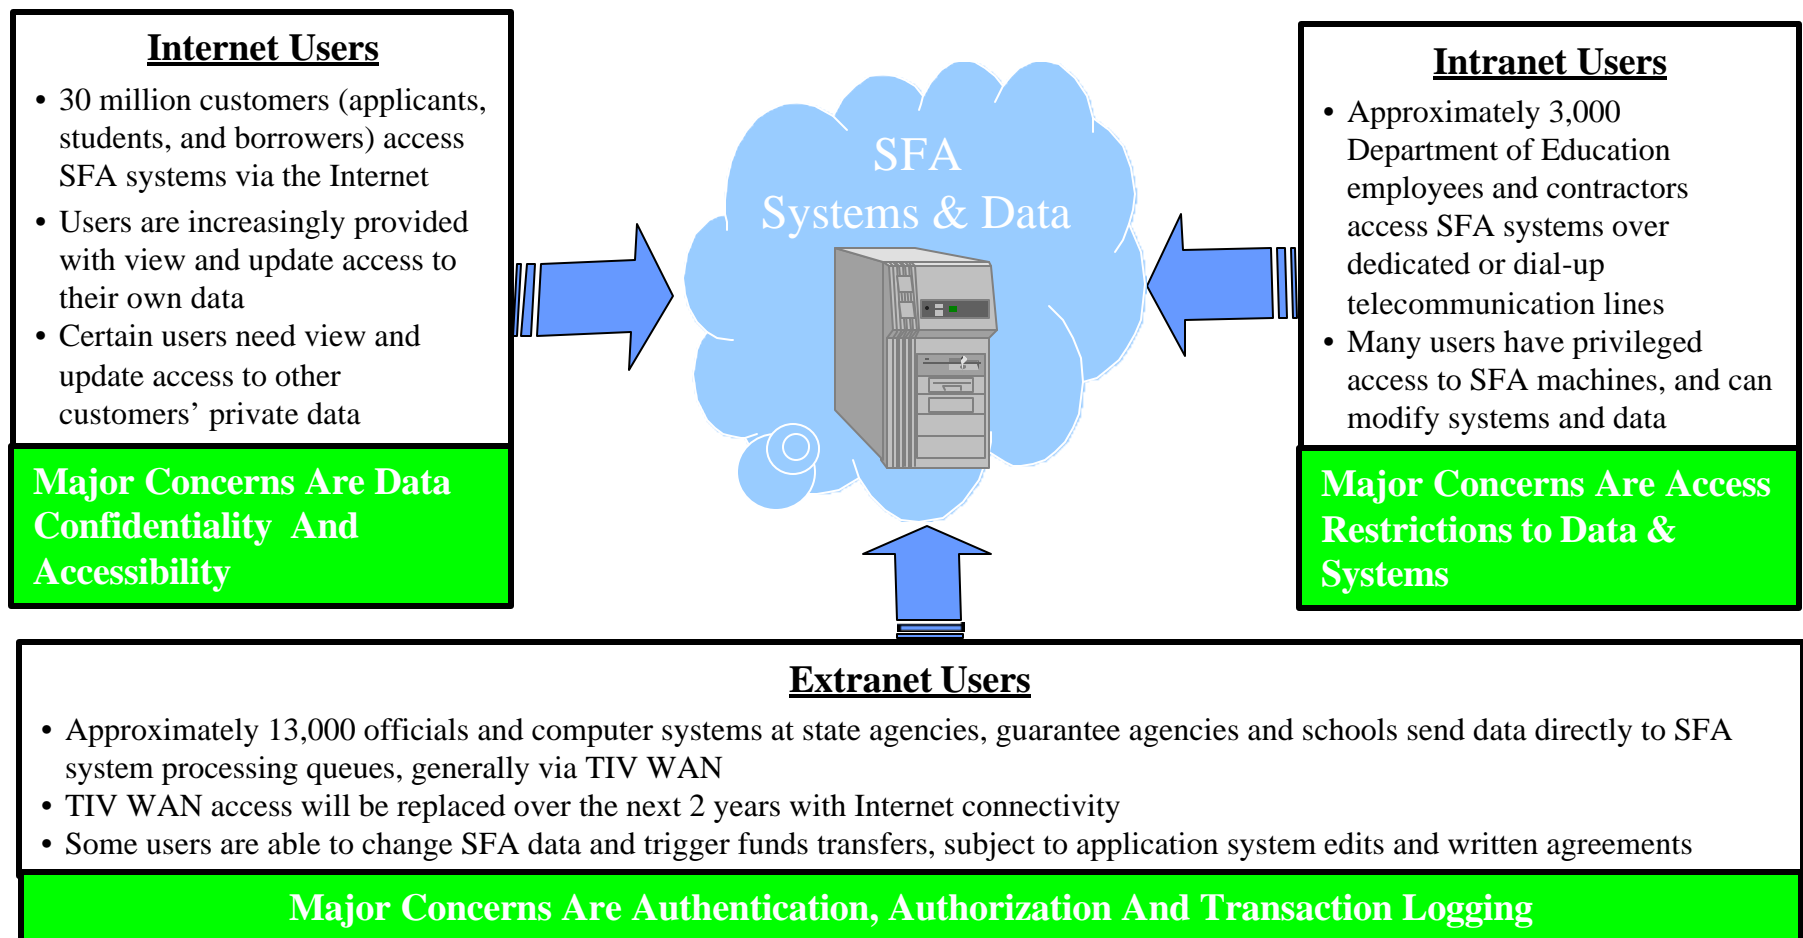 Internet Users
• 30 million customers (applicants,
students, and borrowers) access
SFA systems via the Internet
• Users are increasingly provided
with view and update access to
their own data
• Certain users need view and
update access to other
customers’ private data
Major Concerns Are Data
Confidentiality And
Accessibility
SFA
Systems & Data
Intranet Users
• Approximately 3,000
Department of Education
employees and contractors
access SFA systems over
dedicated or dial-up
telecommunication lines
• Many users have privileged
access to SFA machines, and can
modify systems and data
Major Concerns Are Access
Restrictions to Data &
Systems
Extranet Users
• Approximately 13,000 officials and computer systems at state agencies, guarantee agencies and schools send data directly to SFA
system processing queues, generally via TIV WAN
• TIV WAN access will be replaced over the next 2 years with Internet connectivity
• Some users are able to change SFA data and trigger funds transfers, subject to application system edits and written agreements
Major Concerns Are Authentication, Authorization And Transaction Logging